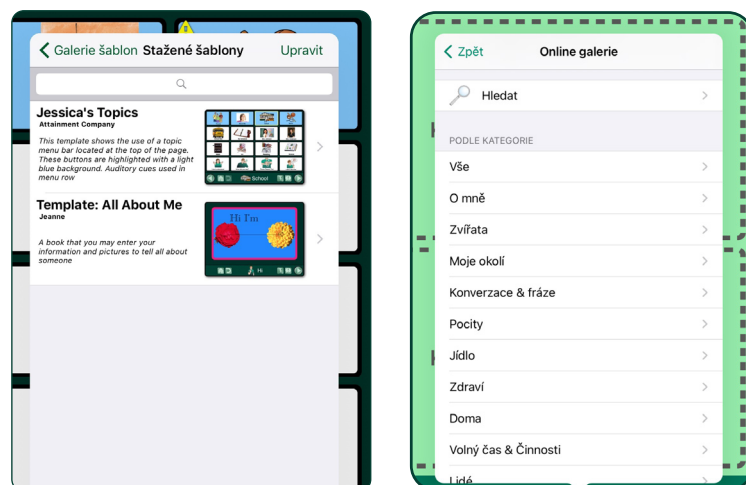 Galerie šablon Stažené šablony Upravit
Jessica's Topics
Attainment Company
This template shows the use of a topic
menu bar located at the top of the page.
These buttons are highlighted with a light
blue background. Auditory cues used in
menu row
School
Template: All About Me
Jeanne
A book that you may enter your
information and pictures to tell all about
someone
Hi I'm
Hi
Zpět Online galerie
Hledat
PODLE KATEGORIE
Vše
O mně
Zvířata
Moje okolí
Konverzace & fráze
Pocity
Jídlo
Zdraví
Doma
Volný čas & Činnosti
Lidé